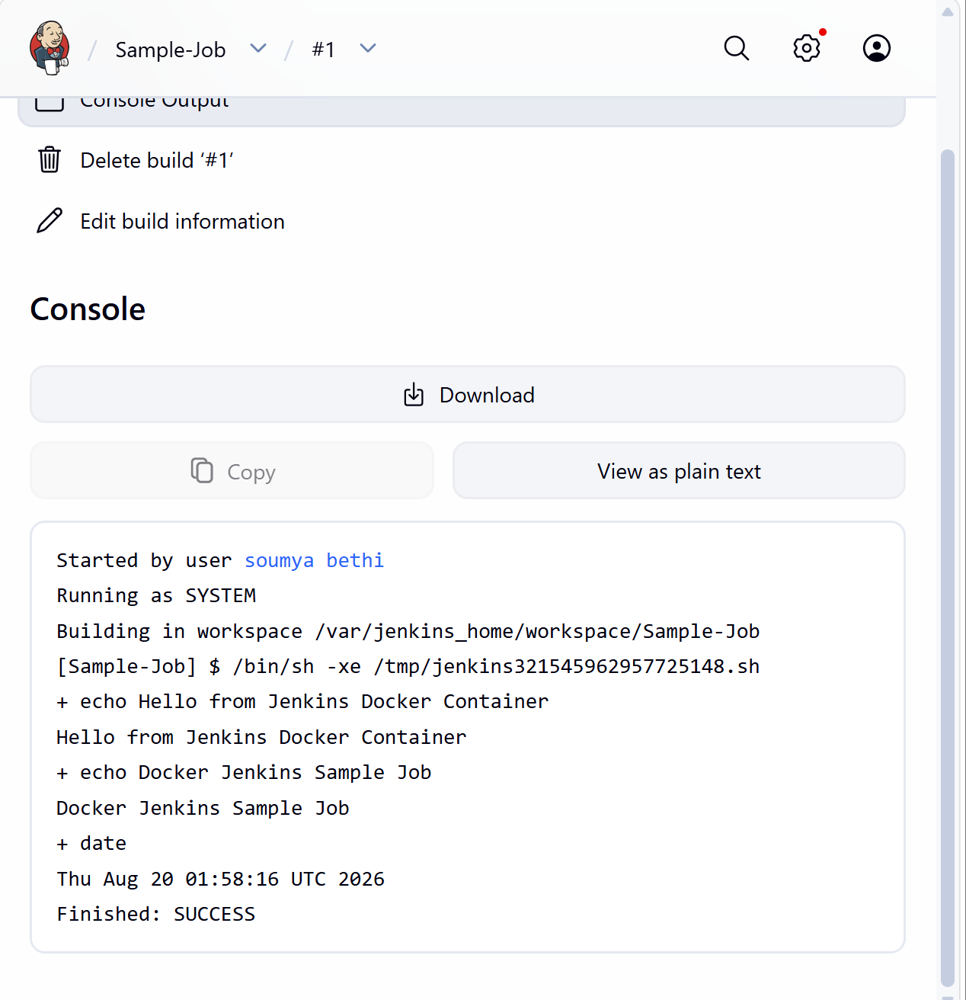 / Sample-Job / #1
Console Output
Delete build ‘#1’
Edit build information
Console
Download
Copy
View as plain text
Started by user soumya bethi
Running as SYSTEM
Building in workspace /var/jenkins_home/workspace/Sample-Job
[Sample-Job] $ /bin/sh -xe /tmp/jenkins321545962957725148.sh
+ echo Hello from Jenkins Docker Container
Hello from Jenkins Docker Container
+ echo Docker Jenkins Sample Job
Docker Jenkins Sample Job
+ date
Thu Aug 20 01:58:16 UTC 2026
Finished: SUCCESS